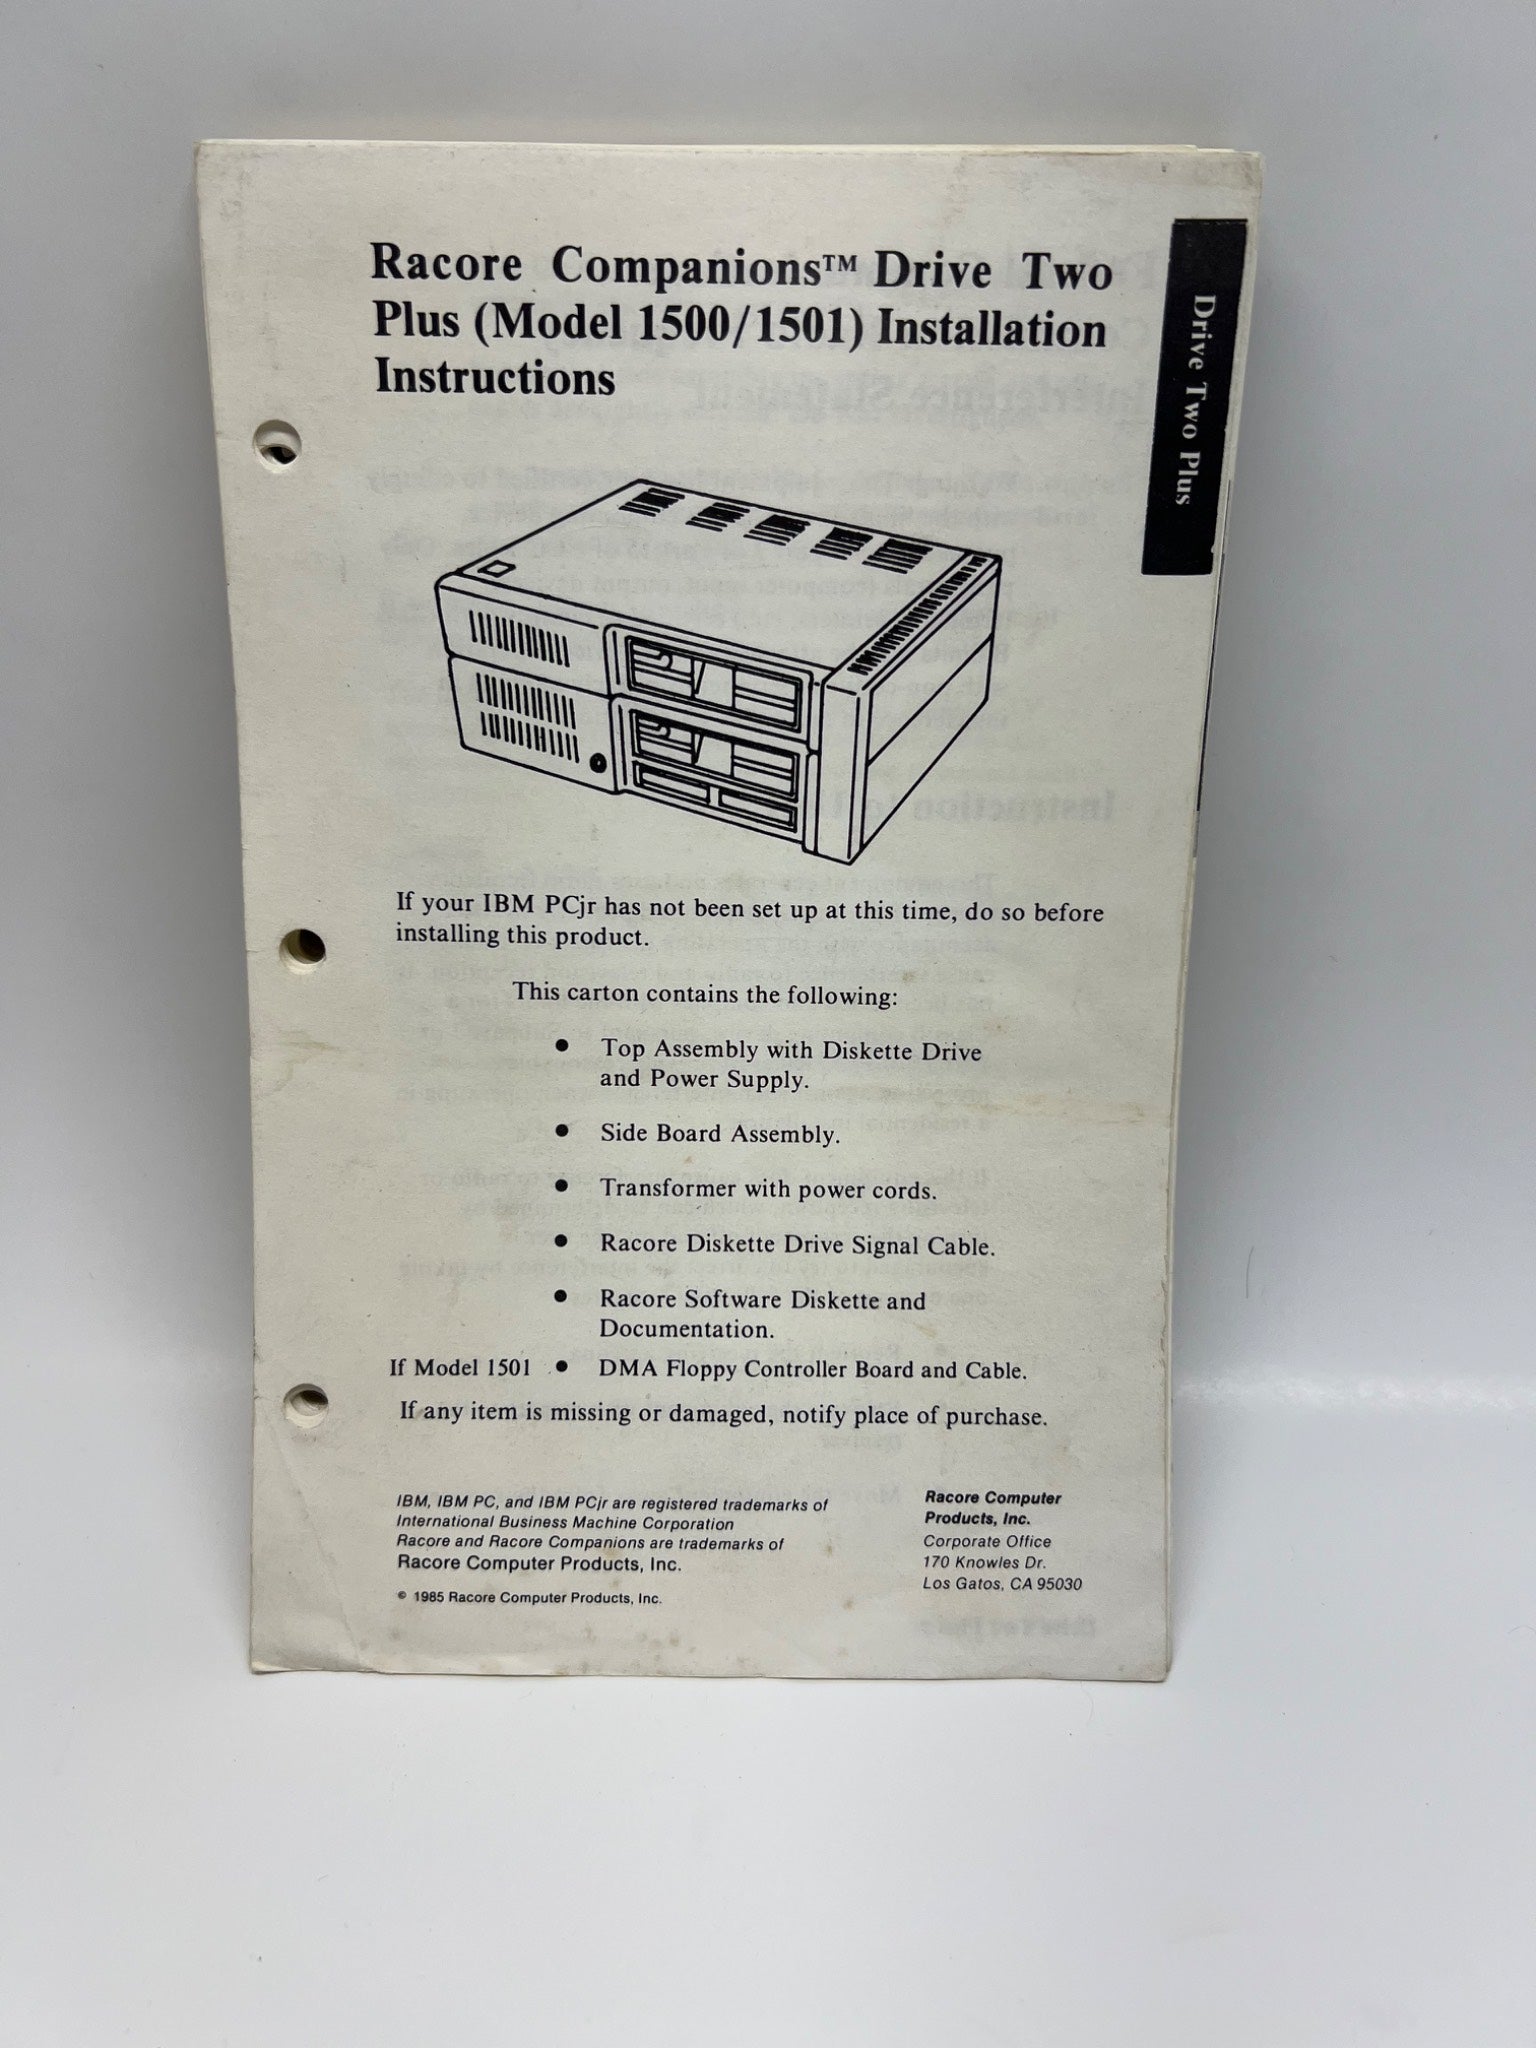 Racore Companions™ Drive Two
Plus (Model 1500/1501) Installation
Instructions
Drive Two Plus
If your IBM PCjr has not been set up at this time, do so before
installing this product.
This carton contains the following:
● Top Assembly with Diskette Drive
and Power Supply.
● Side Board Assembly.
● Transformer with power cords.
● Racore Diskette Drive Signal Cable.
● Racore Software Diskette and
Documentation.
If Model 1501 ● DMA Floppy Controller Board and Cable.
If any item is missing or damaged, notify place of purchase.
IBM, IBM PC, and IBM PCjr are registered trademarks of
International Business Machine Corporation
Racore and Racore Companions are trademarks of
Racore Computer Products, Inc.
© 1985 Racore Computer Products, Inc.
Racore Computer
Products, Inc.
Corporate Office
170 Knowles Dr.
Los Gatos, CA 95030